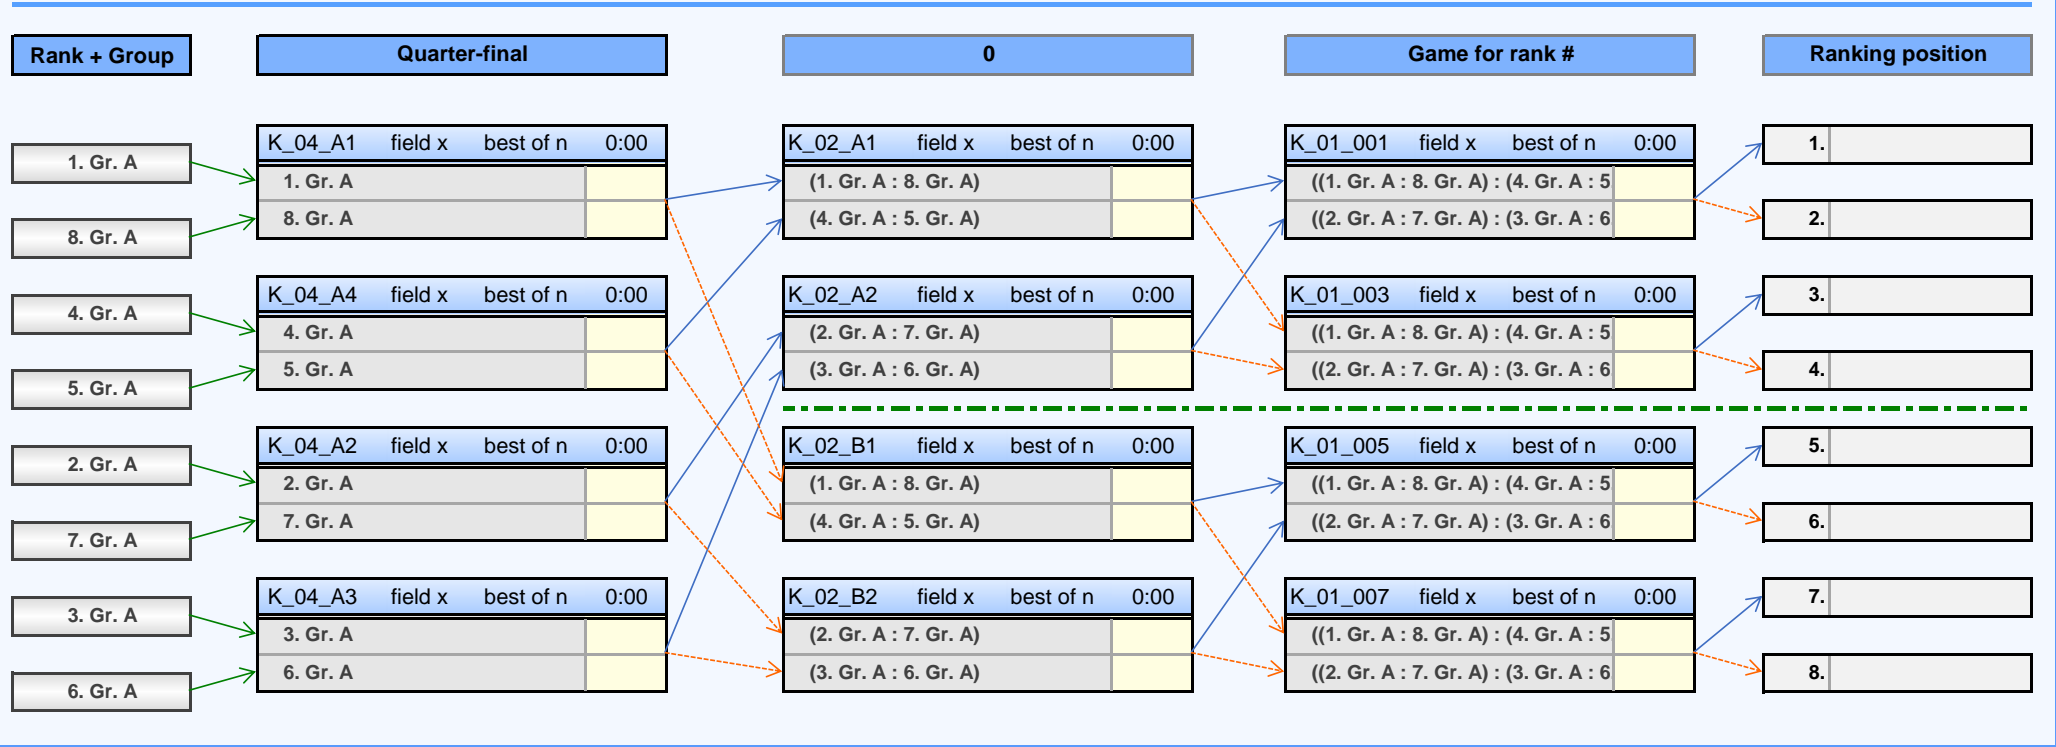 Rank + Group
Quarter-final
0
Game for rank #
Ranking position
K_04_A1 field x best of n 0:00
K_02_A1 field x best of n 0:00
K_01_001 field x best of n 0:00
1.
1. Gr. A
1. Gr. A
(1. Gr. A : 8. Gr. A)
((1. Gr. A : 8. Gr. A) : (4. Gr. A : 5
8. Gr. A
8. Gr. A
(4. Gr. A : 5. Gr. A)
((2. Gr. A : 7. Gr. A) : (3. Gr. A : 6
2.
K_04_A4 field x best of n 0:00
K_02_A2 field x best of n 0:00
K_01_003 field x best of n 0:00
3.
4. Gr. A
4. Gr. A
(2. Gr. A : 7. Gr. A)
((1. Gr. A : 8. Gr. A) : (4. Gr. A : 5
5. Gr. A
5. Gr. A
(3. Gr. A : 6. Gr. A)
((2. Gr. A : 7. Gr. A) : (3. Gr. A : 6
4.
K_04_A2 field x best of n 0:00
K_02_B1 field x best of n 0:00
K_01_005 field x best of n 0:00
5.
2. Gr. A
2. Gr. A
(1. Gr. A : 8. Gr. A)
((1. Gr. A : 8. Gr. A) : (4. Gr. A : 5
7. Gr. A
7. Gr. A
(4. Gr. A : 5. Gr. A)
((2. Gr. A : 7. Gr. A) : (3. Gr. A : 6
6.
K_04_A3 field x best of n 0:00
K_02_B2 field x best of n 0:00
K_01_007 field x best of n 0:00
7.
3. Gr. A
3. Gr. A
(2. Gr. A : 7. Gr. A)
((1. Gr. A : 8. Gr. A) : (4. Gr. A : 5
6. Gr. A
6. Gr. A
(3. Gr. A : 6. Gr. A)
((2. Gr. A : 7. Gr. A) : (3. Gr. A : 6
8.